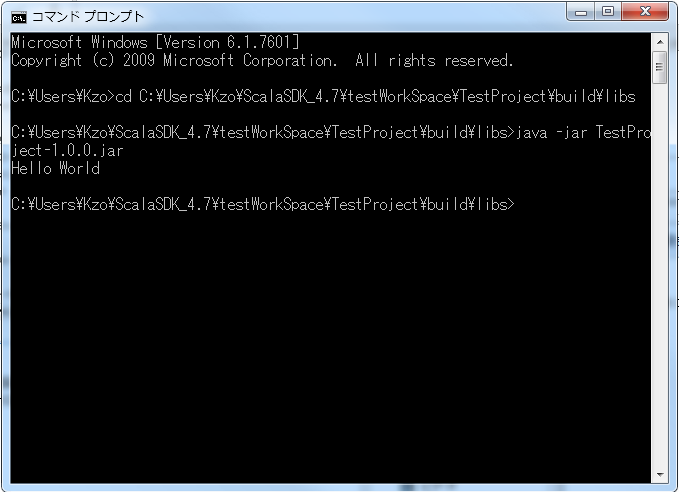 コマンド プロンプト
Microsoft Windows [Version 6.1.7601]
Copyright (c) 2009 Microsoft Corporation.  All rights reserved.
C:¥Users¥Kzo>cd C:¥Users¥Kzo¥ScalaSDK_4.7¥testWorkSpace¥TestProject¥build¥libs
C:¥Users¥Kzo¥ScalaSDK_4.7¥testWorkSpace¥TestProject¥build¥libs>java -jar TestPro
ject-1.0.0.jar
Hello World
C:¥Users¥Kzo¥ScalaSDK_4.7¥testWorkSpace¥TestProject¥build¥libs>